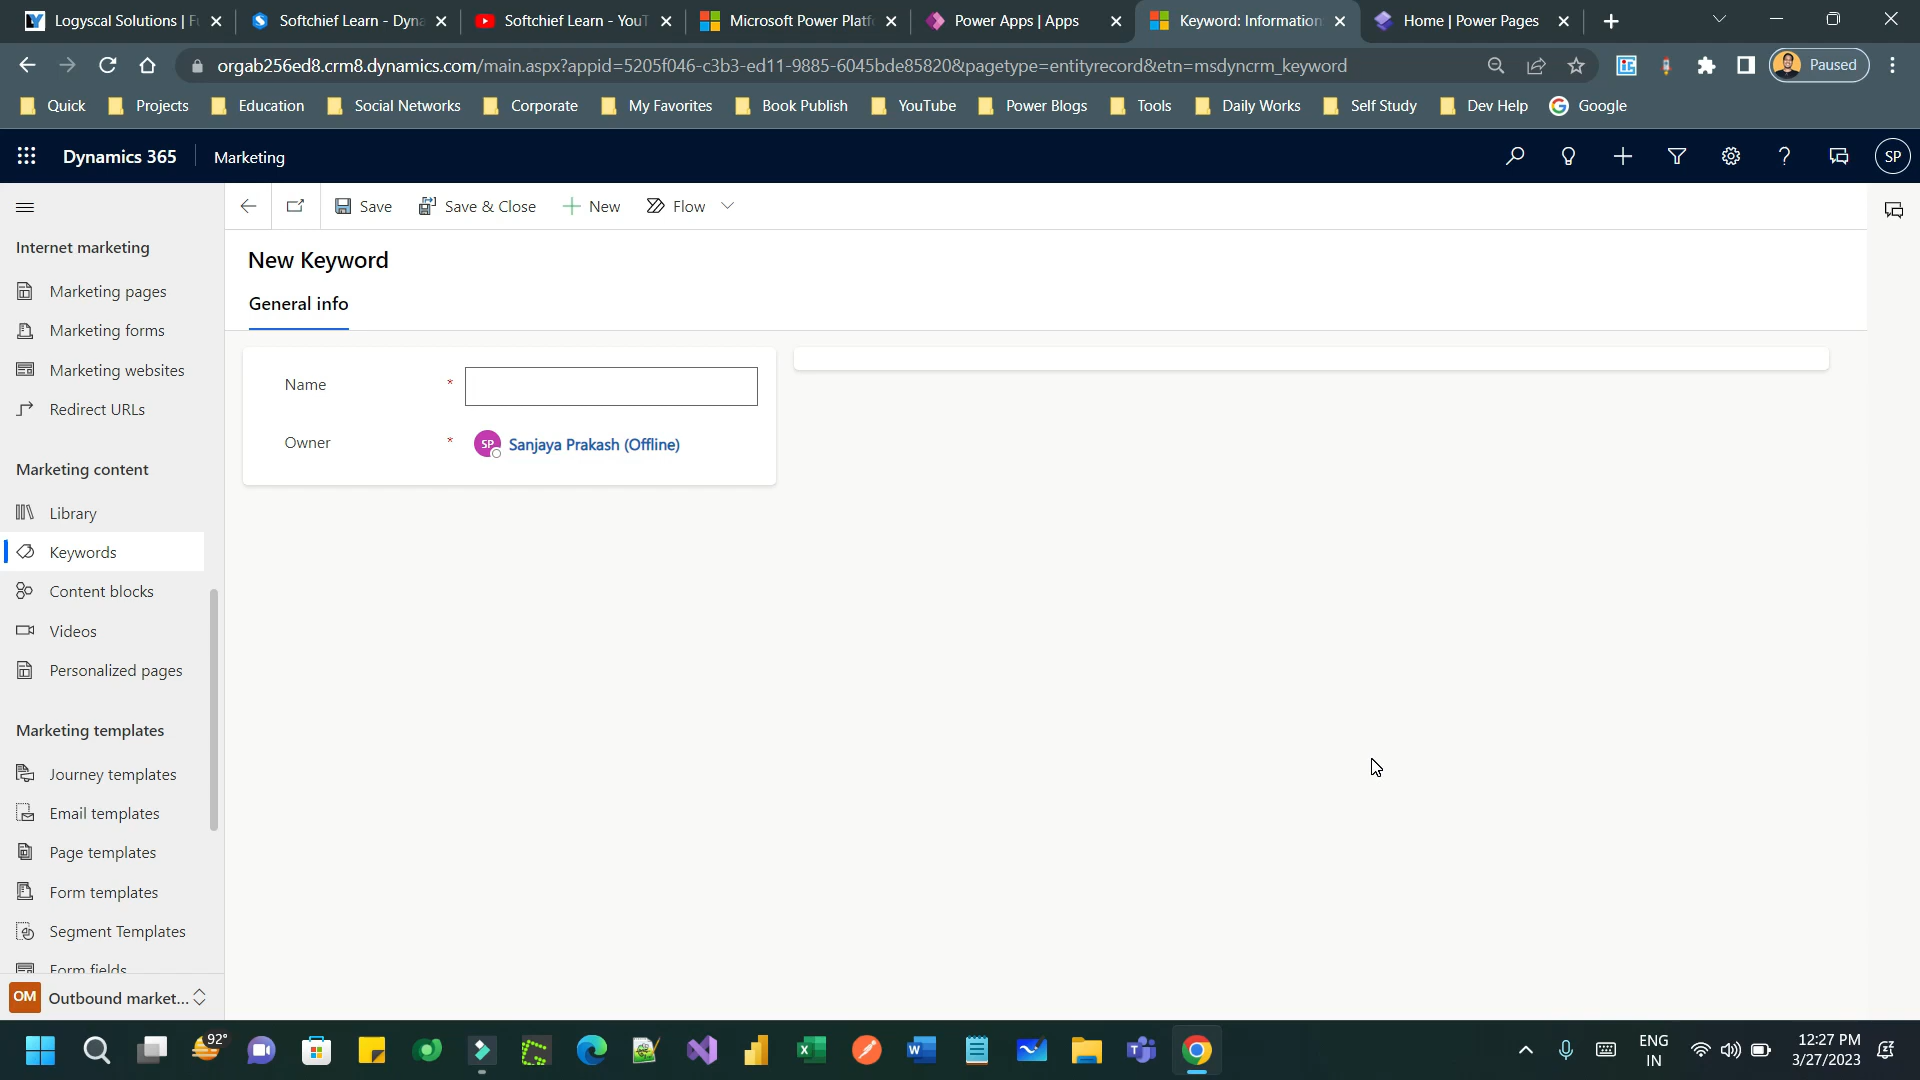 Logyscal Solutions | Fu
Softchief Learn - Dyna
Softchief Learn - YouT
Microsoft Power Platfo
Power Apps | Apps
Keyword: Information
Home | Power Pages
orgab256ed8.crm8.dynamics.com/main.aspx?appid=5205f046-c3b3-ed11-9885-6045bde85820&pagetype=entityrecord&etn=msdyncrm_keyword
Paused
Quick
Projects
Education
Social Networks
Corporate
My Favorites
Book Publish
YouTube
Power Blogs
Tools
Daily Works
Self Study
Dev Help
Google
Dynamics 365
Marketing
SP
Save
Save & Close
New
Flow
Internet marketing
Marketing pages
Marketing forms
Marketing websites
Redirect URLs
Marketing content
Library
Keywords
Content blocks
Videos
Personalized pages
Marketing templates
Journey templates
Email templates
Page templates
Form templates
Segment Templates
Form fields
OM Outbound market...
New Keyword
General info
Name *
Owner * SP Sanjaya Prakash (Offline)
92°
ENG
IN
12:27 PM
3/27/2023